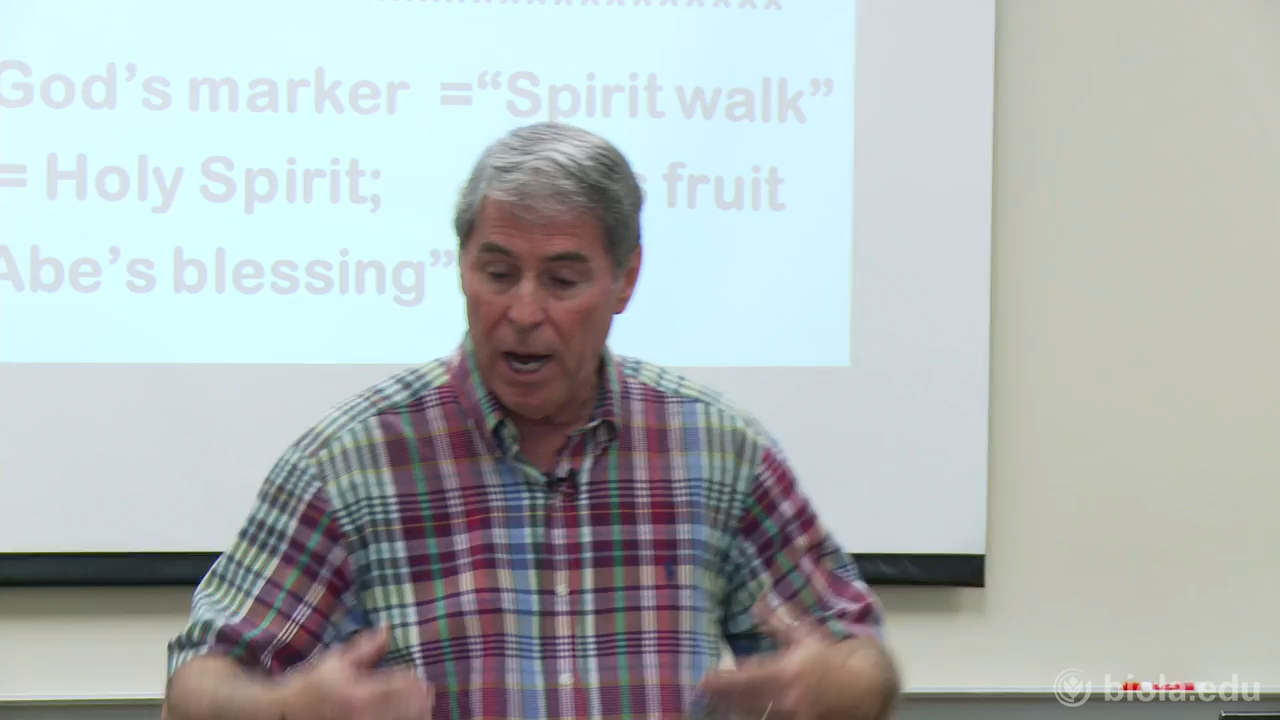 God's marker =“Spirit walk”
= Holy Spirit; fruit
Abe's blessing”
biola.edu